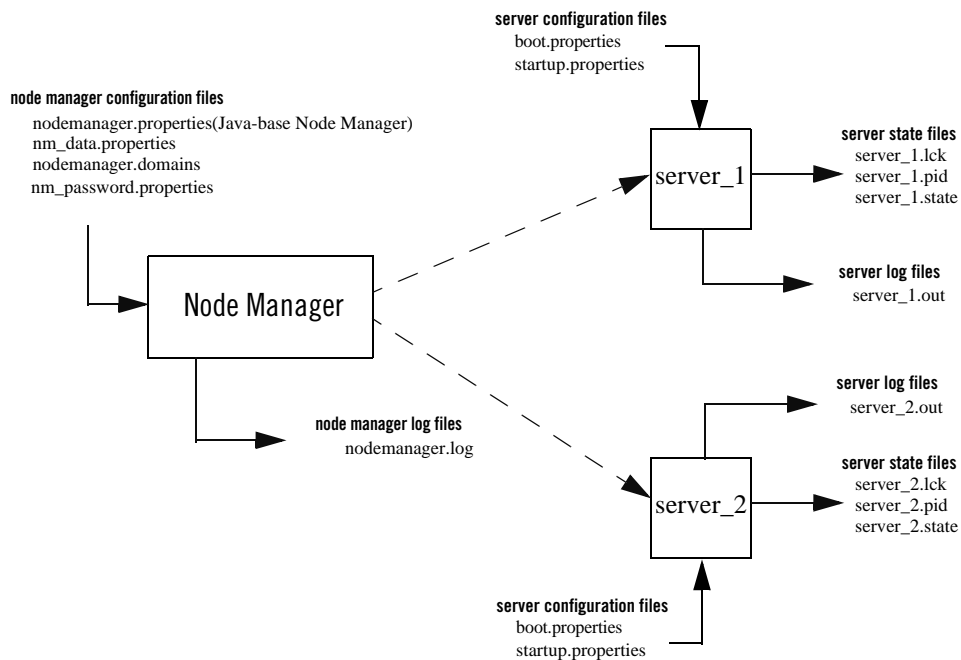 server configuration files
boot.properties
startup.properties
node manager configuration files
nodemanager.properties(Java-base Node Manager)
nm_data.properties
nodemanager.domains
nm_password.properties
server_1
server state files
server_1.lck
server_1.pid
server_1.state
server log files
server_1.out
Node Manager
node manager log files
nodemanager.log
server log files
server_2.out
server_2
server state files
server_2.lck
server_2.pid
server_2.state
server configuration files
boot.properties
startup.properties